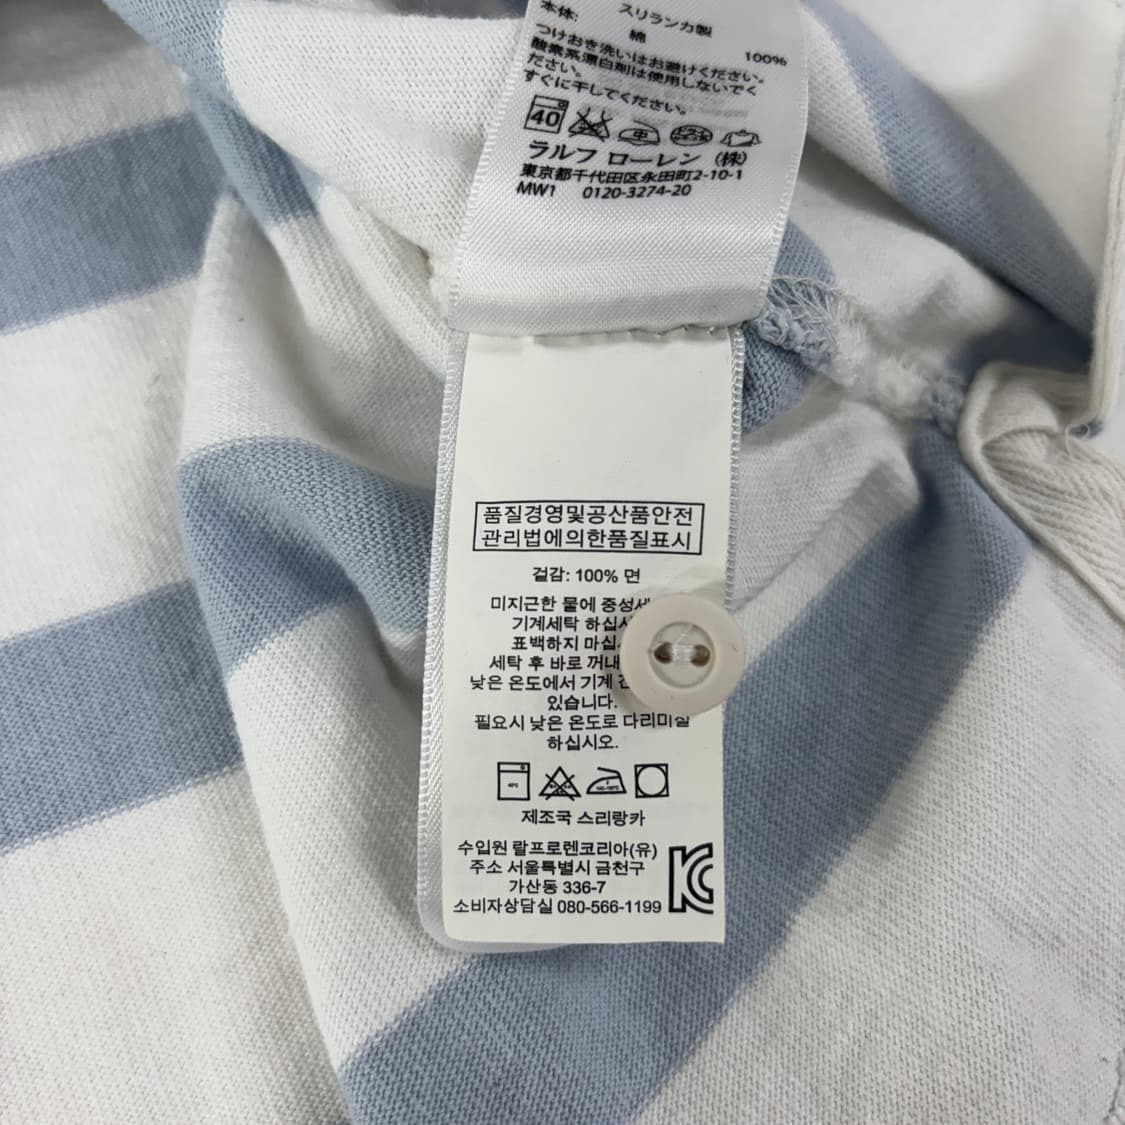 本体: スリランカ製
綿 100%
つけおき洗いはお避けください。
酸素系漂白剤は使用しないでく
ださい。
すぐに干してください。
40
中
ラルフ ローレン (株)
東京都千代田区永田町2-10-1
MW1 0120-3274-20
품질경영및공산품안전
관리법에의한품질표시
겉감: 100% 면
미지근한 물에 중성세
기계세탁 하십시
표백하지 마십
세탁 후 바로 꺼내
낮은 온도에서 기계
있습니다.
필요시 낮은 온도로 다리미질
하십시오.
제조국 스리랑카
수입원 랄프로렌코리아(유)
주소 서울특별시 금천구
가산동 336-7
소비자상담실 080-566-1199